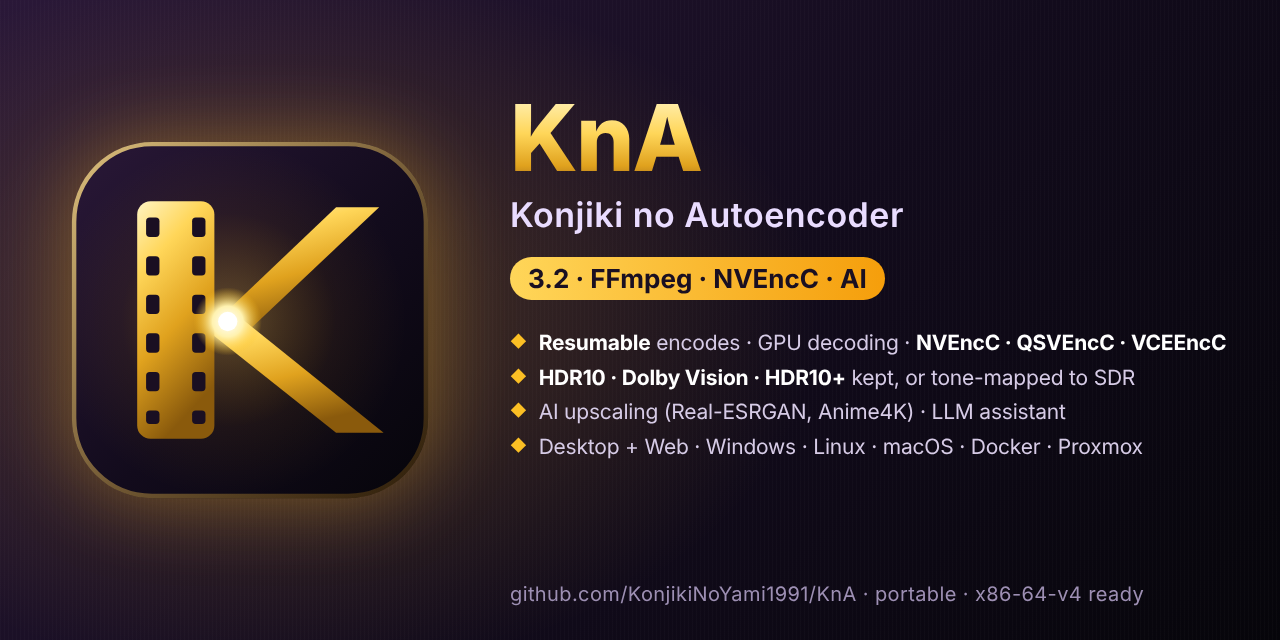 KnA
Konjiki no Autoencoder
3.2 · FFmpeg · NVEncC · AI
Resumable encodes · GPU decoding · NVEncC · QSVEncC · VCEEncC
HDR10 · Dolby Vision · HDR10+ kept, or tone-mapped to SDR
AI upscaling (Real-ESRGAN, Anime4K) · LLM assistant
Desktop + Web · Windows · Linux · macOS · Docker · Proxmox
github.com/KonjikiNoYami1991/KnA · portable · x86-64-v4 ready